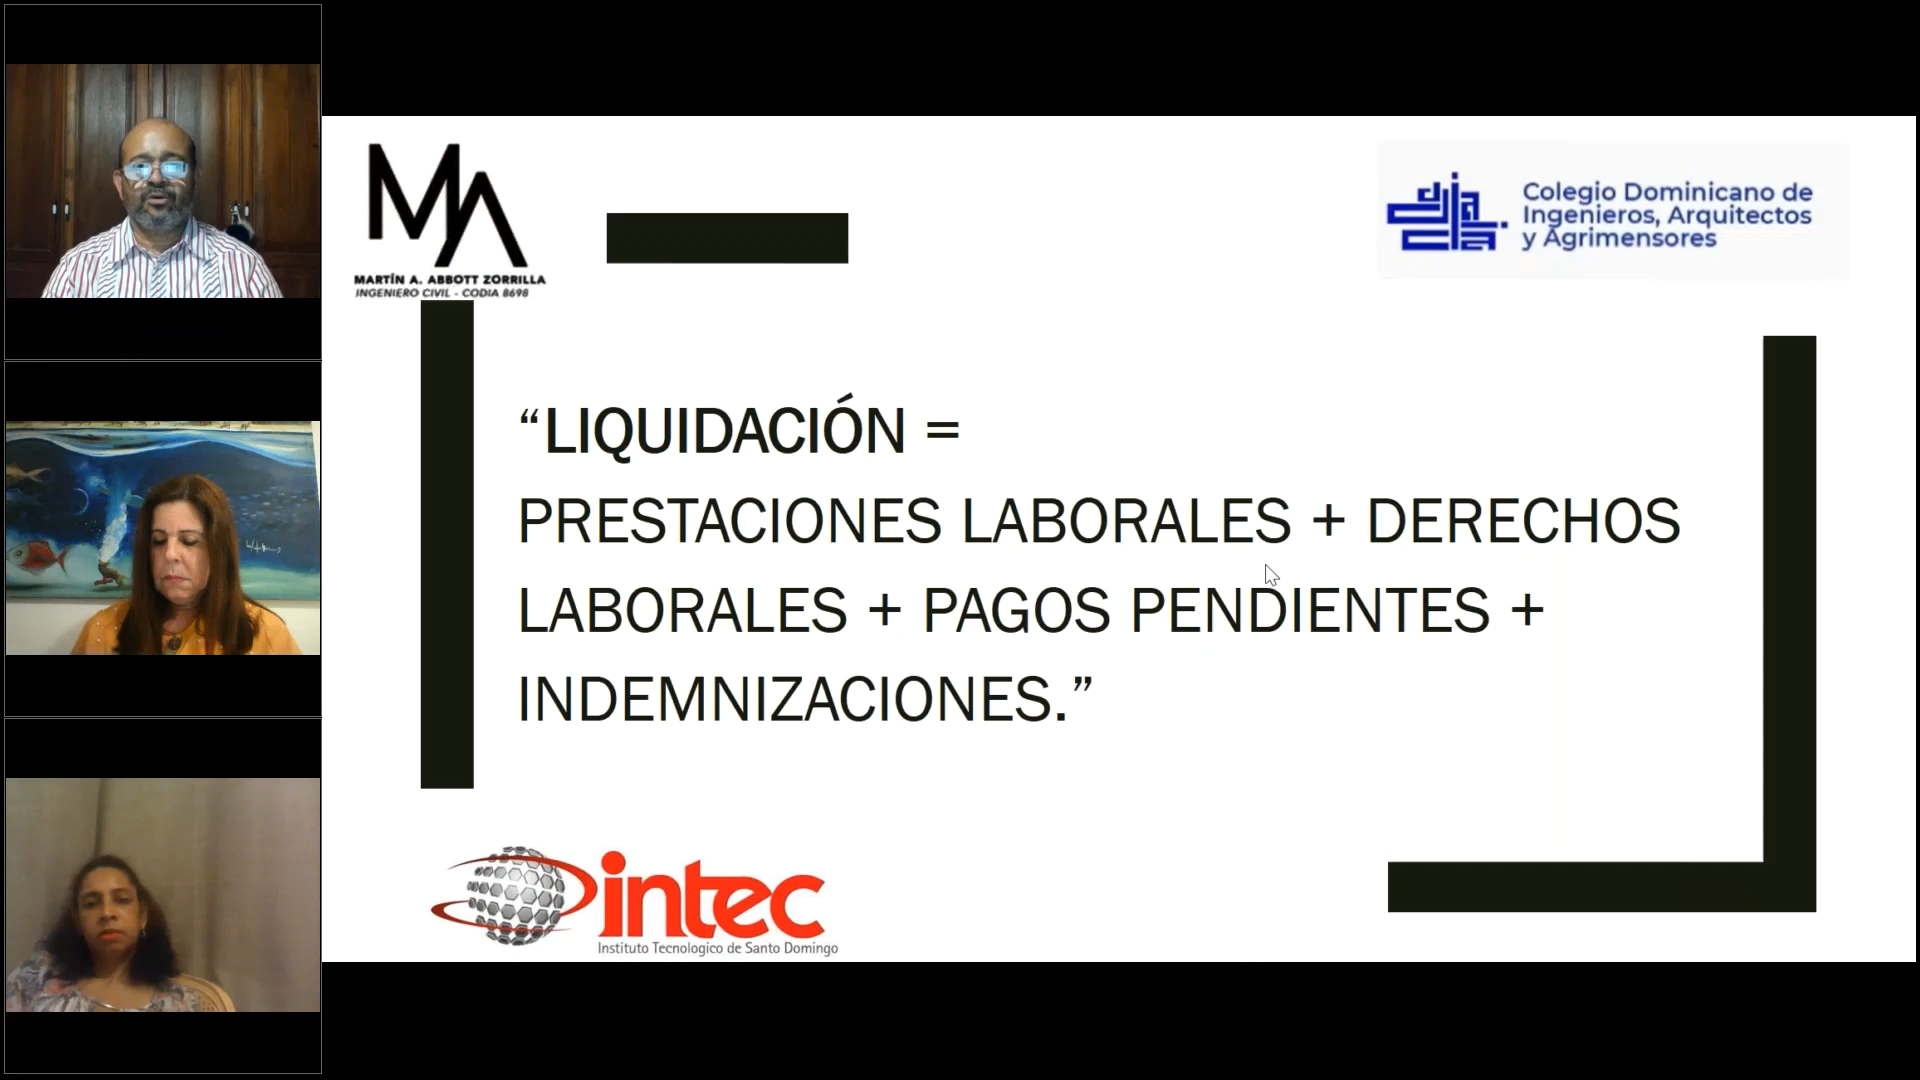 MARTÍN A. ABBOTT ZORRILLA
INGENIERO CIVIL - CODIA 8698
Colegio Dominicano de
Ingenieros, Arquitectos
y Agrimensores
“LIQUIDACIÓN =
PRESTACIONES LABORALES + DERECHOS
LABORALES + PAGOS PENDIENTES +
INDEMNIZACIONES.”
intec
Instituto Tecnologico de Santo Domingo